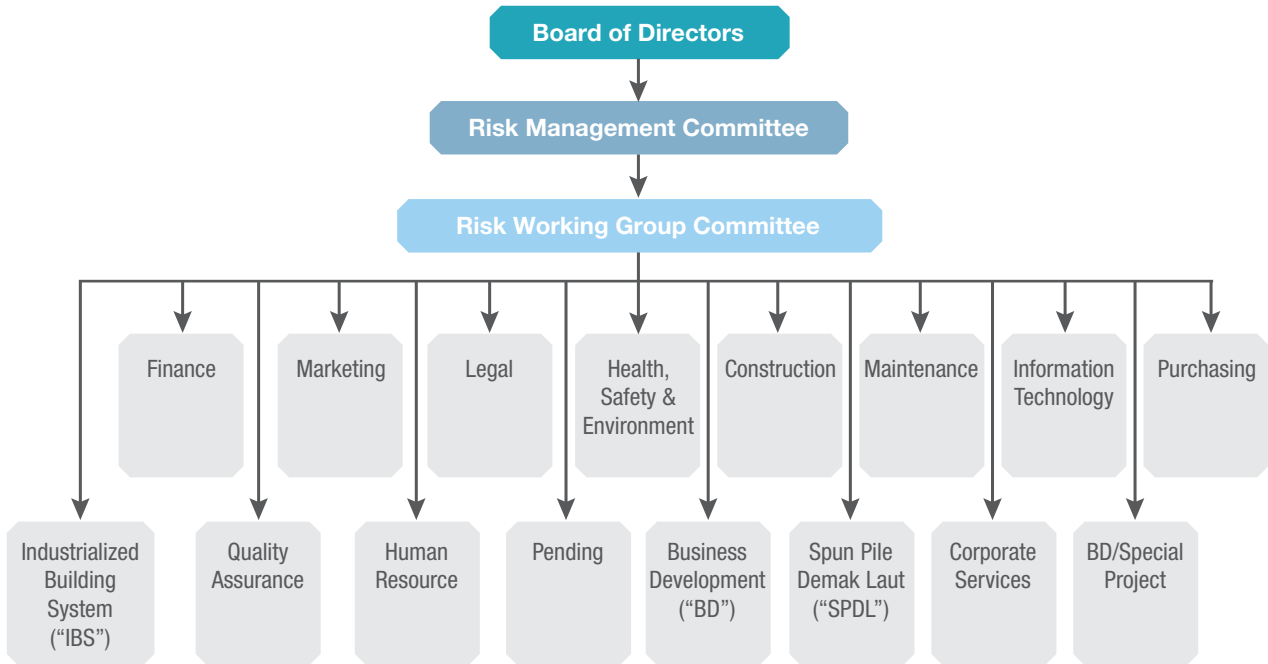 Board of Directors
Risk Management Committee
Risk Working Group Committee
Finance
Marketing
Legal
Health,
Safety &
Environment
Construction
Maintenance
Information
Technology
Purchasing
Industrialized
Building
System
(“IBS”)
Quality
Assurance
Human
Resource
Pending
Business
Development
(“BD”)
Spun Pile
Demak Laut
(“SPDL”)
Corporate
Services
BD/Special
Project